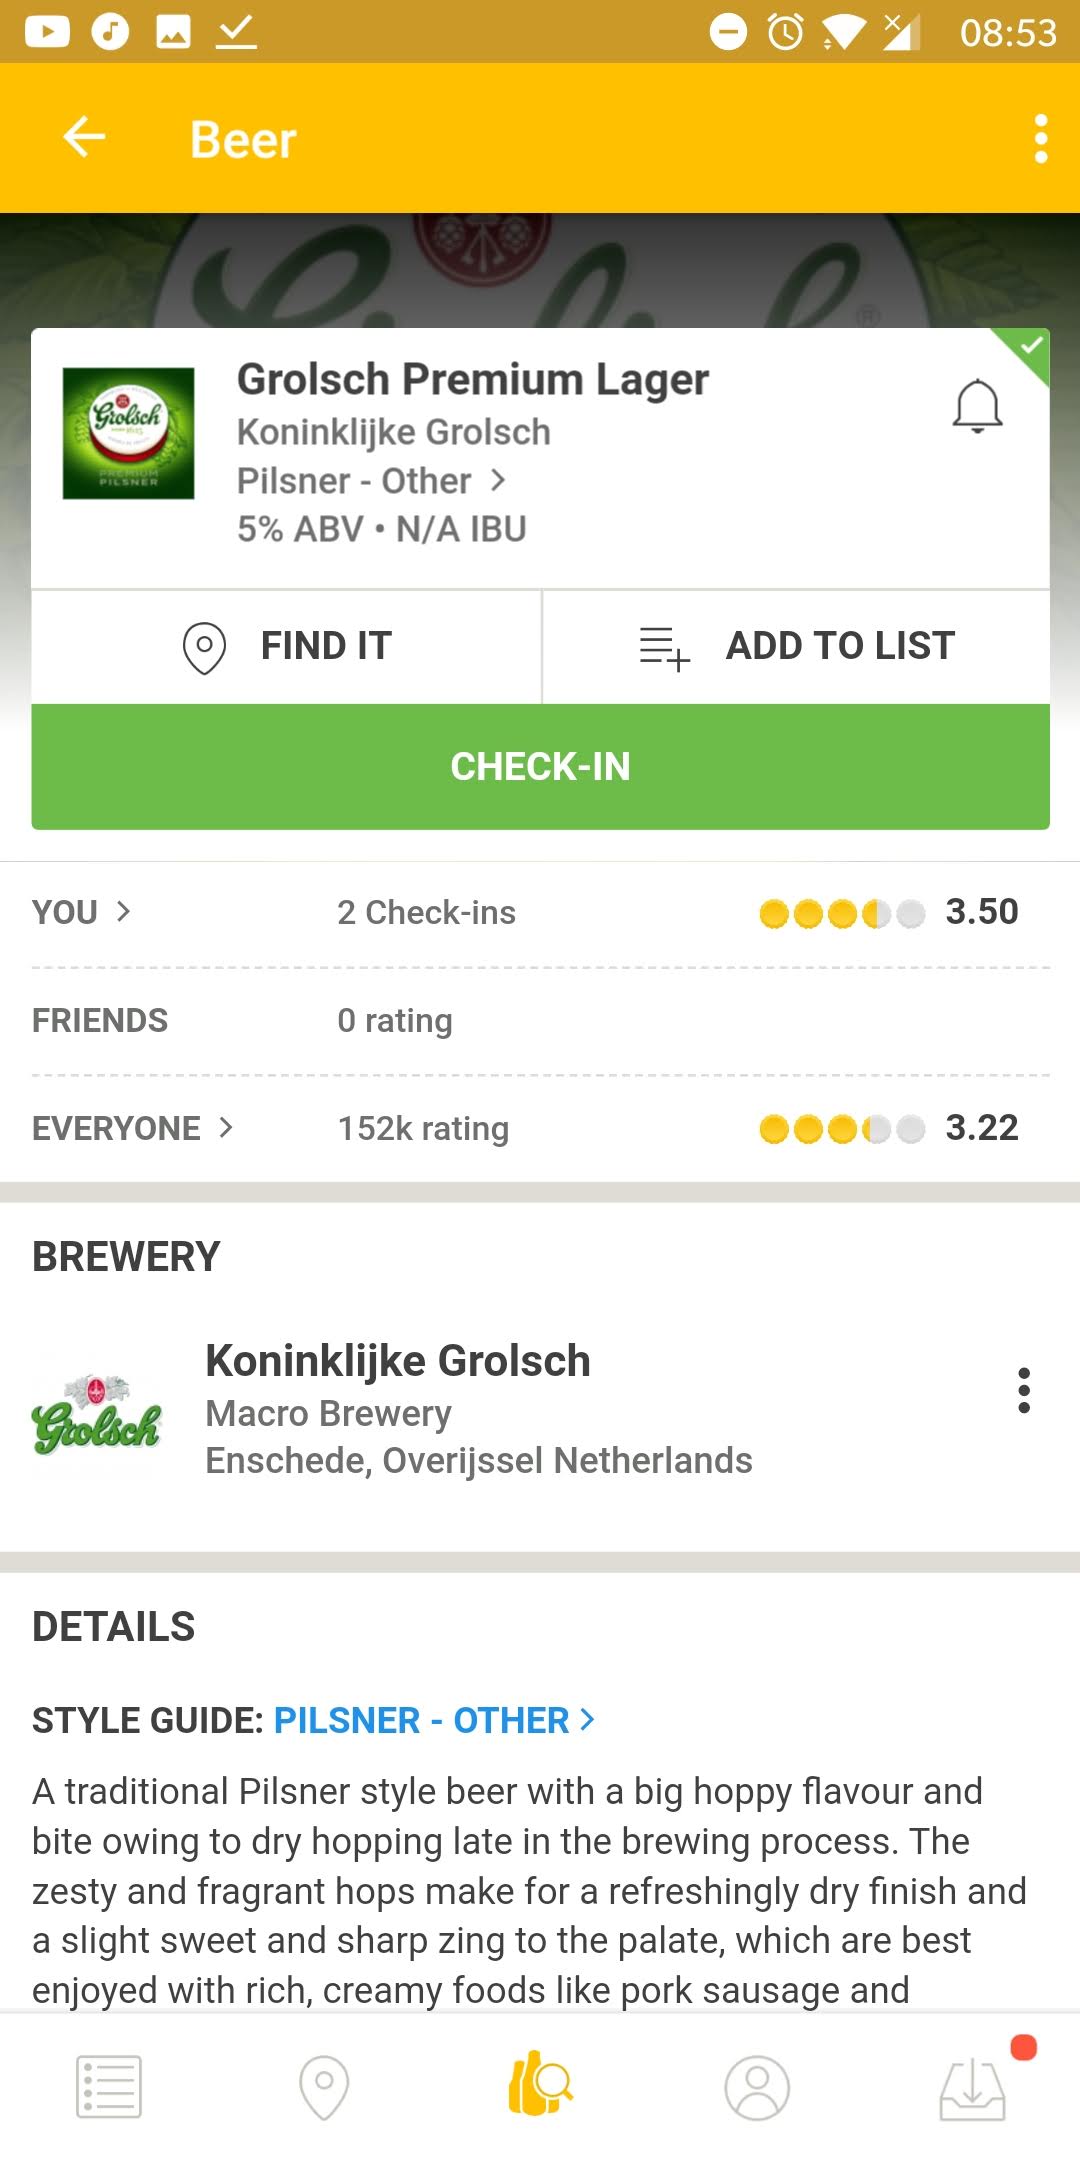 08:53
Beer
Grolsch
PREMIUM
PILSNER
Grolsch Premium Lager
Koninklijke Grolsch
Pilsner - Other
5% ABV • N/A IBU
FIND IT
ADD TO LIST
CHECK-IN
YOU 2 Check-ins 3.50
FRIENDS 0 rating
EVERYONE 152k rating 3.22
BREWERY
Grolsch
Koninklijke Grolsch
Macro Brewery
Enschede, Overijssel Netherlands
DETAILS
STYLE GUIDE: PILSNER - OTHER
A traditional Pilsner style beer with a big hoppy flavour and
bite owing to dry hopping late in the brewing process. The
zesty and fragrant hops make for a refreshingly dry finish and
a slight sweet and sharp zing to the palate, which are best
enjoyed with rich, creamy foods like pork sausage and